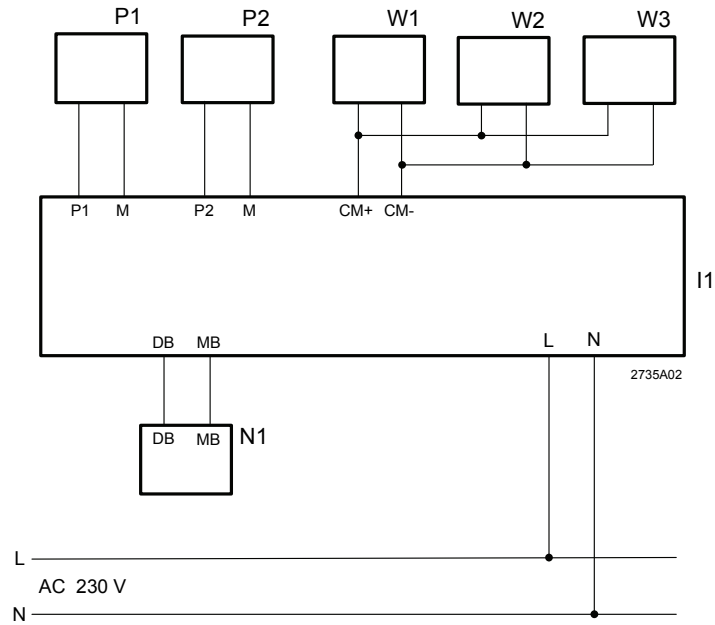 P1 P2 W1 W2 W3
P1 M P2 M CM+ CM-
I1
DB MB L N
2735A02
DB MB N1
L
AC 230 V
N